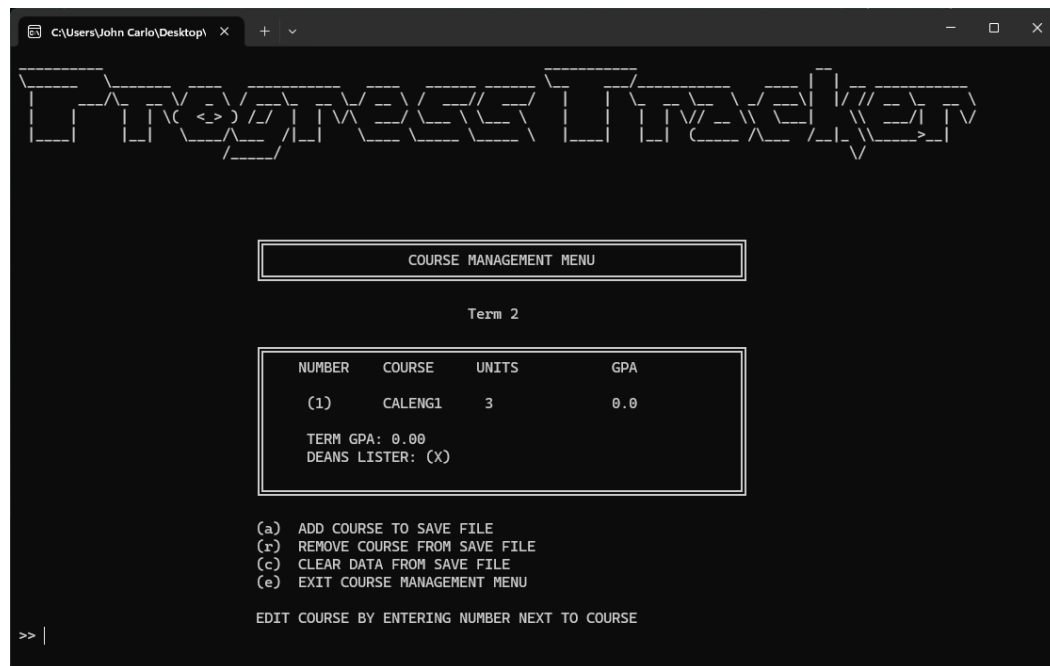 C:\Users\John Carlo\Desktop\
Progress Tracker
COURSE MANAGEMENT MENU
Term 2
NUMBER COURSE UNITS GPA
(1) CALENG1 3 0.0
TERM GPA: 0.00
DEANS LISTER: (X)
(a) ADD COURSE TO SAVE FILE
(r) REMOVE COURSE FROM SAVE FILE
(c) CLEAR DATA FROM SAVE FILE
(e) EXIT COURSE MANAGEMENT MENU
EDIT COURSE BY ENTERING NUMBER NEXT TO COURSE
>>